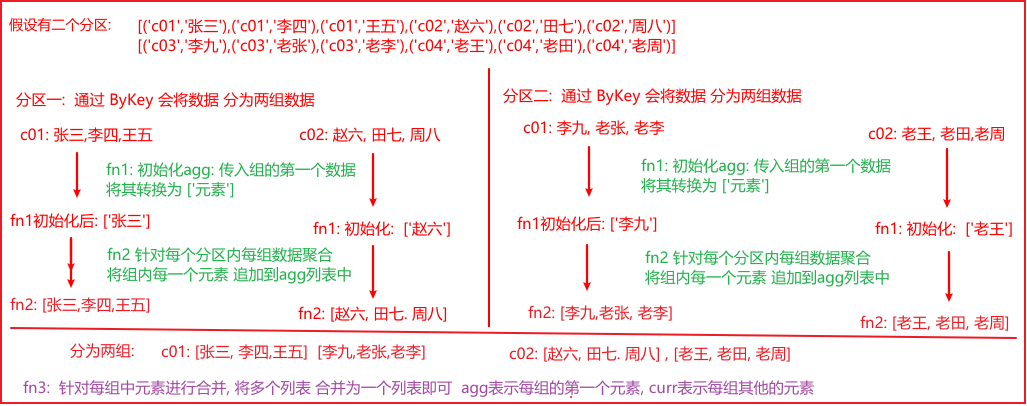 假设有二个分区: [('c01','张三'),('c01','李四'),('c01','王五'),('c02','赵六'),('c02','田七'),('c02','周八')]
[('c03','李九'),('c03','老张'),('c03','老李'),('c04','老王'),('c04','老田'),('c04','老周')]
分区一: 通过 ByKey 会将数据 分为两组数据
c01: 张三,李四,王五
c02: 赵六, 田七, 周八
fn1: 初始化agg: 传入组的第一个数据
将其转换为 ['元素']
fn1初始化后: ['张三']
fn1: 初始化: ['赵六']
fn2 针对每个分区内每组数据聚合
将组内每一个元素 追加到agg列表中
fn2: [张三,李四,王五]
fn2: [赵六, 田七. 周八]
分区二: 通过 ByKey 会将数据 分为两组数据
c01: 李九, 老张, 老李
c02: 老王, 老田,老周
fn1: 初始化agg: 传入组的第一个数据
将其转换为 ['元素']
fn1初始化后: ['李九']
fn1: 初始化: ['老王']
fn2 针对每个分区内每组数据聚合
将组内每一个元素 追加到agg列表中
fn2: [李九,老张, 老李]
fn2: [老王, 老田, 老周]
分为两组: c01: [张三, 李四,王五] [李九,老张,老李] c02: [赵六, 田七. 周八] , [老王, 老田, 老周]
fn3: 针对每组中元素进行合并, 将多个列表 合并为一个列表即可 agg表示每组的第一个元素, curr表示每组其他的元素